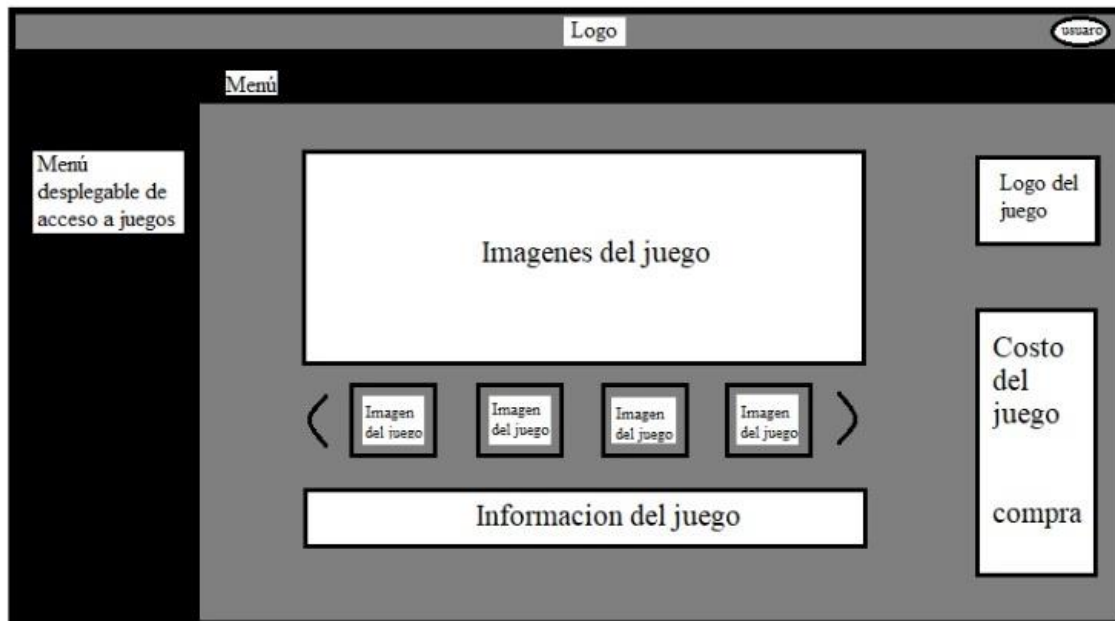 Logo
usuaro
Menú
Menú
desplegable de
acceso a juegos
Imagenes del juego
Logo del
juego
Costo
del
juego
compra
Imagen
del juego
Imagen
del juego
Imagen
del juego
Imagen
del juego
Informacion del juego